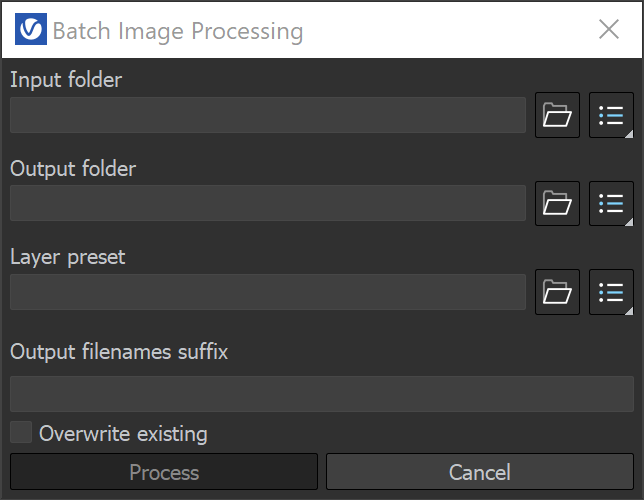 Batch Image Processing
Input folder
Output folder
Layer preset
Output filenames suffix
Overwrite existing
Process
Cancel